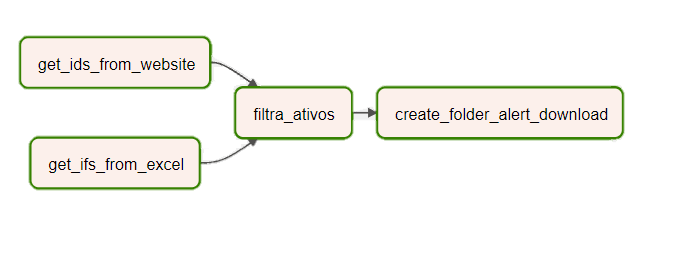 get_ids_from_website
filtra_ativos
create_folder_alert_download
get_ifs_from_excel